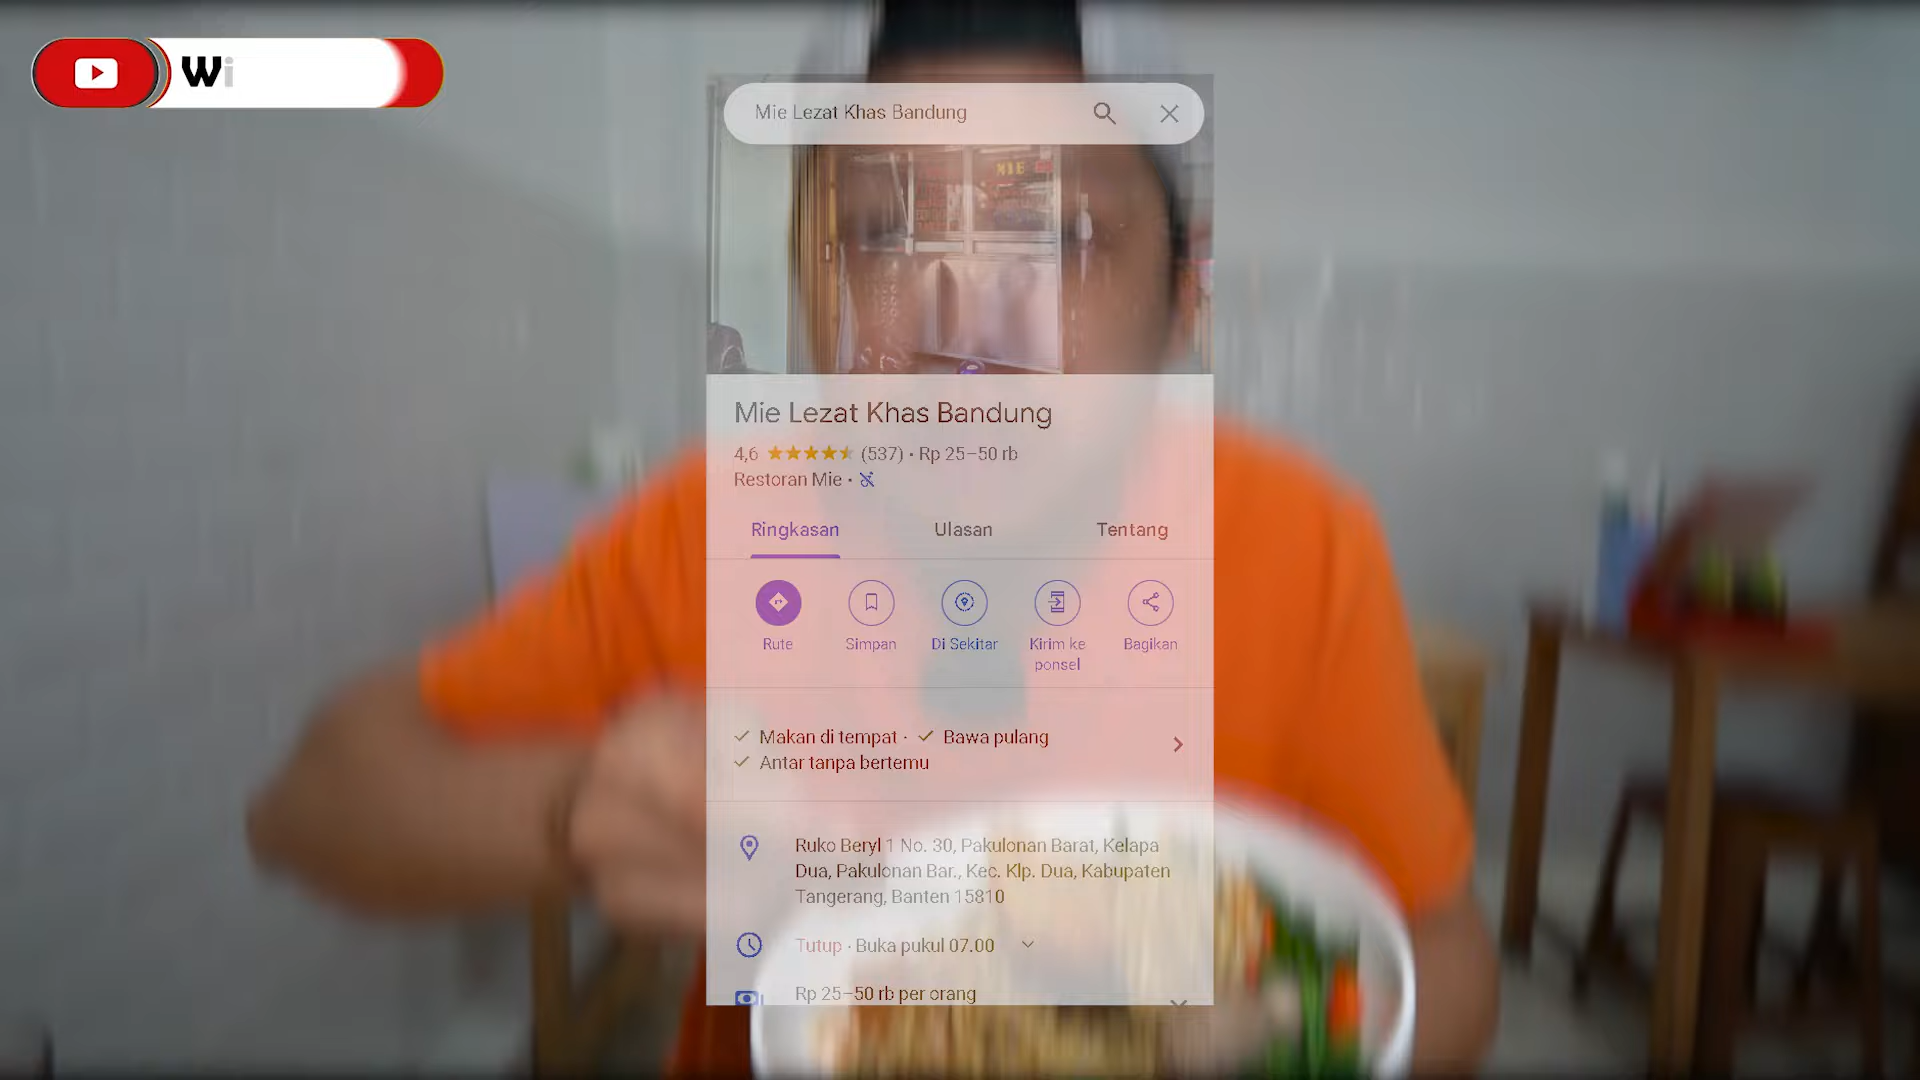 Wi
Mie Lezat Khas Bandung
MIE
Mie Lezat Khas Bandung
4,6 (537) · Rp 25–50 rb
Restoran Mie ·
Ringkasan Ulasan Tentang
Rute Simpan Di Sekitar Kirim ke ponsel Bagikan
Makan di tempat · Bawa pulang
Antar tanpa bertemu
Ruko Beryl 1 No. 30, Pakulonan Barat, Kelapa
Dua, Pakulonan Bar., Kec. Klp. Dua, Kabupaten
Tangerang, Banten 15810
Tutup · Buka pukul 07.00
Rp 25–50 rb per orang